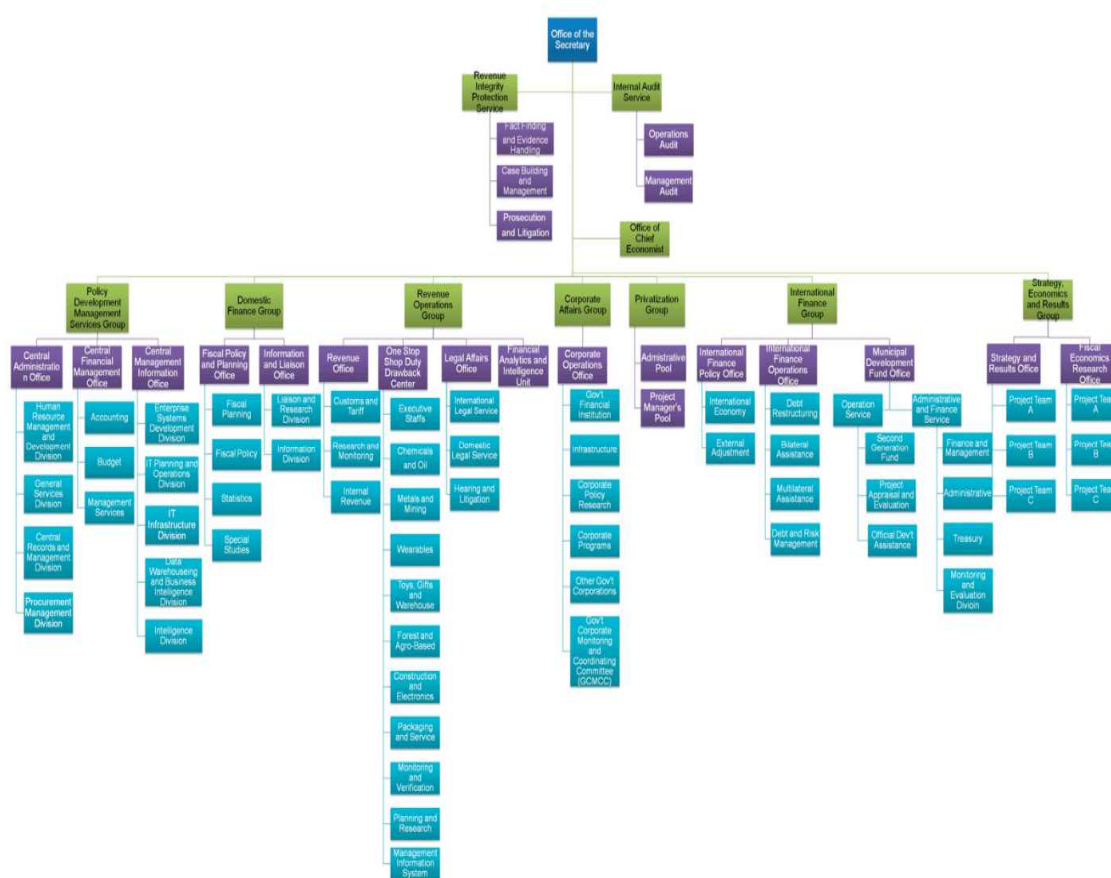 Office of the
Secretary
Revenue
Integrity
Protection
Service
Internal Audit
Service
Fact Finding
and Evidence
Handling
Case Building
and
Management
Prosecution
and Litigation
Operations
Audit
Management
Audit
Office of
Chief
Economist
Policy
Development
Management
Services Group
Domestic
Finance Group
Revenue
Operations
Group
Corporate
Affairs Group
Privatization
Group
International
Finance
Group
Strategy,
Economics
and Results
Group
Central
Administratio
n Office
Central
Financial
Management
Office
Central
Management
Information
Office
Fiscal Policy
and Planning
Office
Information
and Liaison
Office
Revenue
Office
One Stop
Shop Duty
Drawback
Center
Legal Affairs
Office
Financial
Analytics and
Intelligence
Unit
Corporate
Operations
Office
Admistrative
Pool
Project
Manager's
Pool
International
Finance
Policy Office
International
Finance
Operations
Office
Municipal
Development
Fund Office
Strategy and
Results Office
Fiscal
Economics
Research
Office
Human
Resource
Management
and
Development
Division
General
Services
Division
Central
Records and
Management
Division
Procurement
Management
Division
Accounting
Budget
Management
Services
Enterprise
Systems
Development
Division
IT Planning and
Operations
Division
IT
Infrastructure
Division
Data
Warehouseing
and Business
Intelligence
Division
Intelligence
Division
Fiscal
Planning
Fiscal Policy
Statistics
Special
Studies
Liaison and
Research
Division
Information
Division
Customs and
Tariff
Research and
Monitoring
Internal
Revenue
Executive
Staffs
Chemicals
and Oil
Metals and
Mining
Wearables
Toys, Gifts
and
Warehouse
Forest and
Agro-Based
Construction
and
Electronics
Packaging
and Service
Monitoring
and
Verification
Planning and
Research
Management
Information
System
International
Legal Service
Domestic
Legal Service
Hearing and
Litigation
Gov't
Financial
Institution
Infrastructure
Corporate
Policy
Research
Corporate
Programs
Other Gov't
Corporations
Gov't
Corporate
Monitoring
and
Coordinating
Committee
(GCMCC)
International
Economy
External
Adjustment
Debt
Restructuring
Bilateral
Assistance
Multilateral
Assistance
Debt and Risk
Management
Operation
Service
Second
Generation
Fund
Project
Appraisal and
Evaluation
Official Dev't
Assistance
Administrative
and Finance
Service
Finance and
Management
Administrative
Treasury
Monitoring
and
Evaluation
Divioin
Project Team
A
Project Team
B
Project Team
C
Project Team
A
Project Team
B
Project Team
C